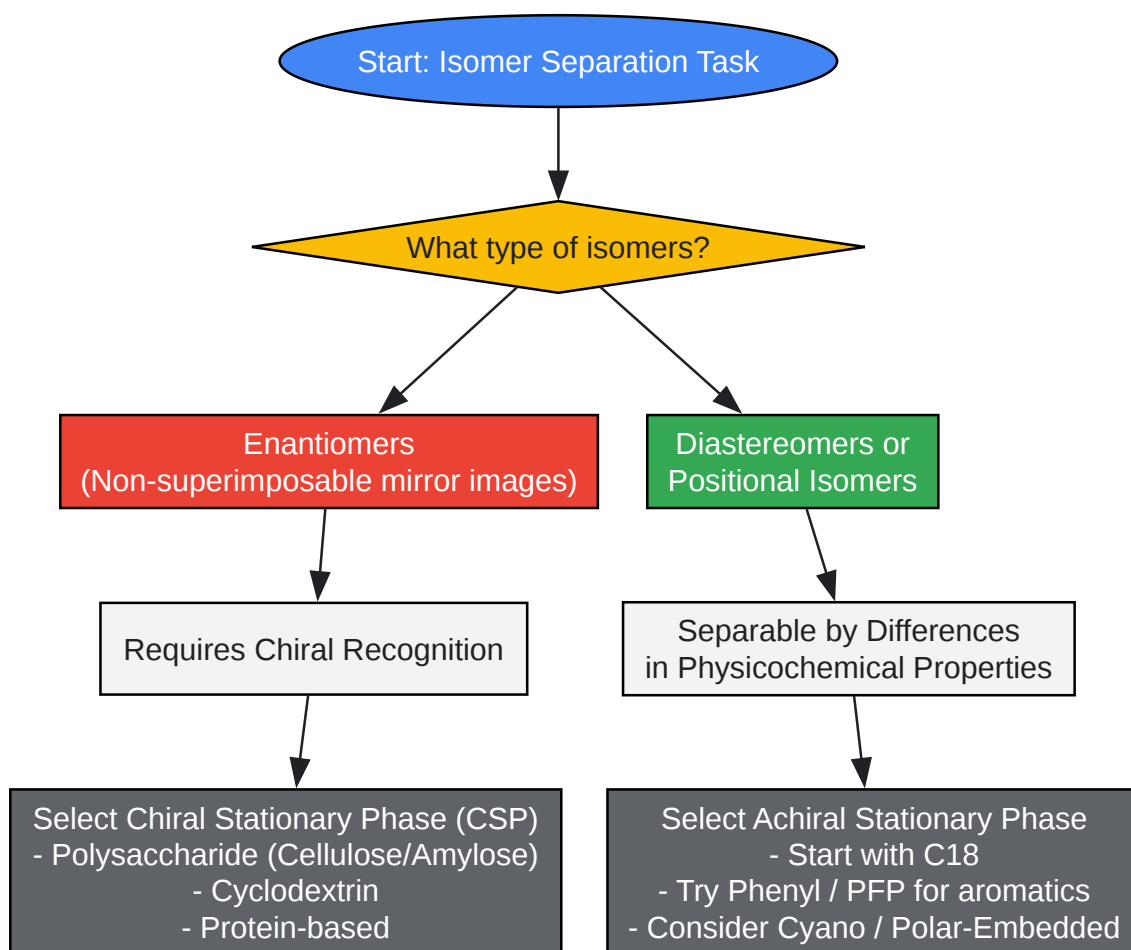 Start: Isomer Separation Task
What type of isomers?
Enantiomers
(Non-superimposable mirror images)
Diastereomers or
Positional Isomers
Requires Chiral Recognition
Separable by Differences
in Physicochemical Properties
Select Chiral Stationary Phase (CSP)
- Polysaccharide (Cellulose/Amylose)
- Cyclodextrin
- Protein-based
Select Achiral Stationary Phase
- Start with C18
- Try Phenyl / PFP for aromatics
- Consider Cyano / Polar-Embedded